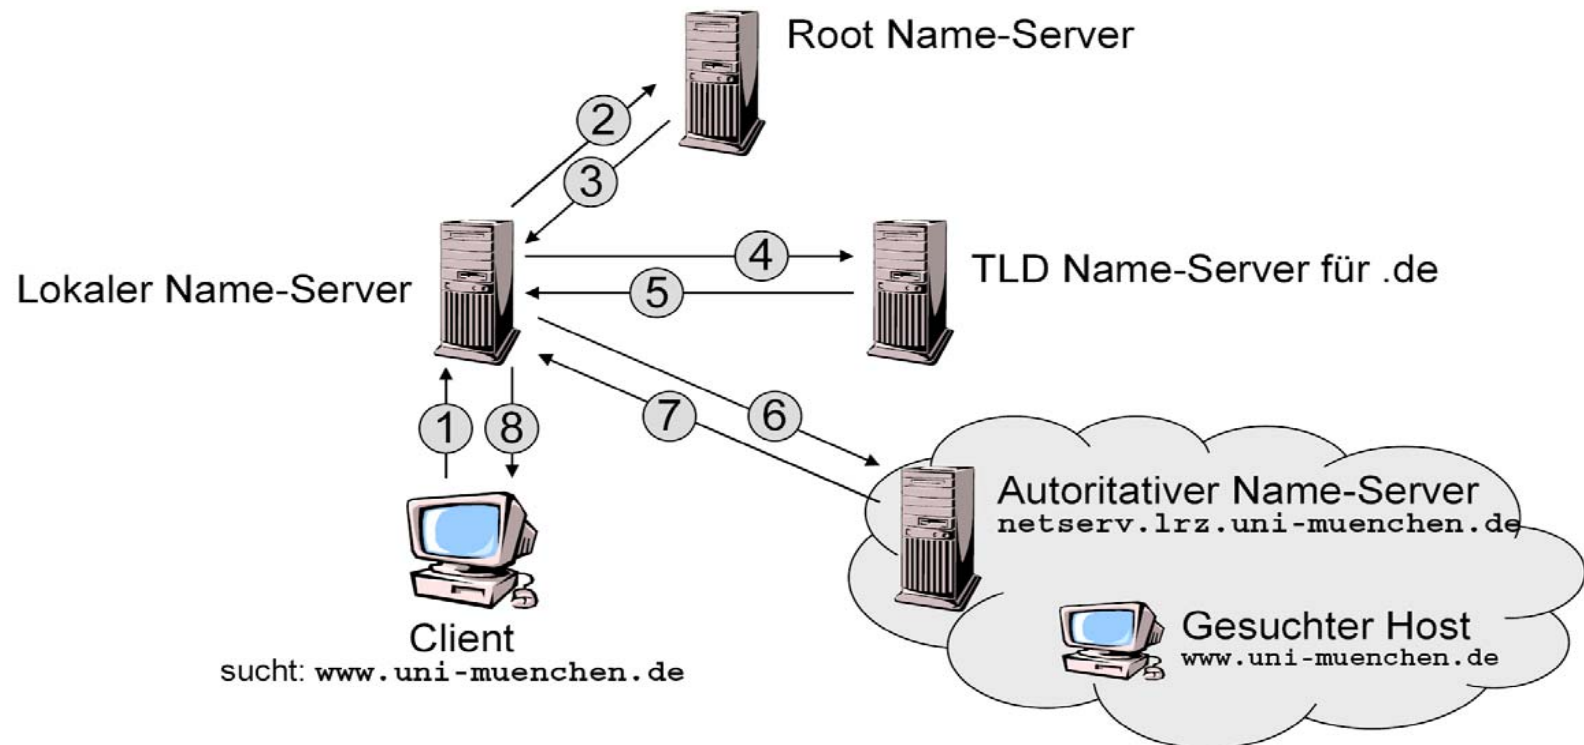 Root Name-Server
2
3
Lokaler Name-Server
4
5
TLD Name-Server für .de
1
8
7
6
Autoritativer Name-Server
netserv.lrz.uni-muenchen.de
Client
sucht: www.uni-muenchen.de
Gesuchter Host
www.uni-muenchen.de